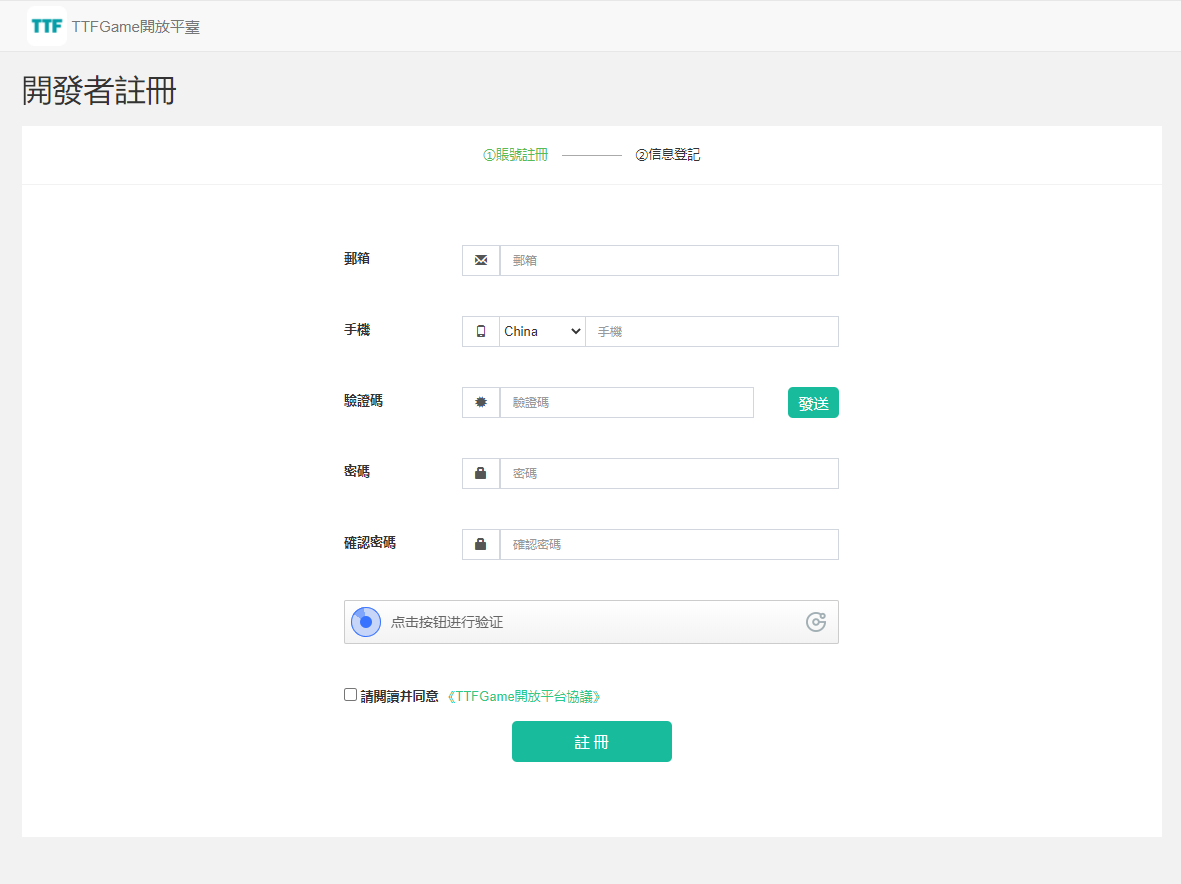 TTF TTFGame開放平臺
開發者註冊
①賬號註冊 ②信息登記
郵箱 郵箱
手機 China 手機
驗證碼 驗證碼 發送
密碼 密碼
確認密碼 確認密碼
点击按钮进行验证
請閱讀并同意 《TTFGame開放平台協議》
註 冊